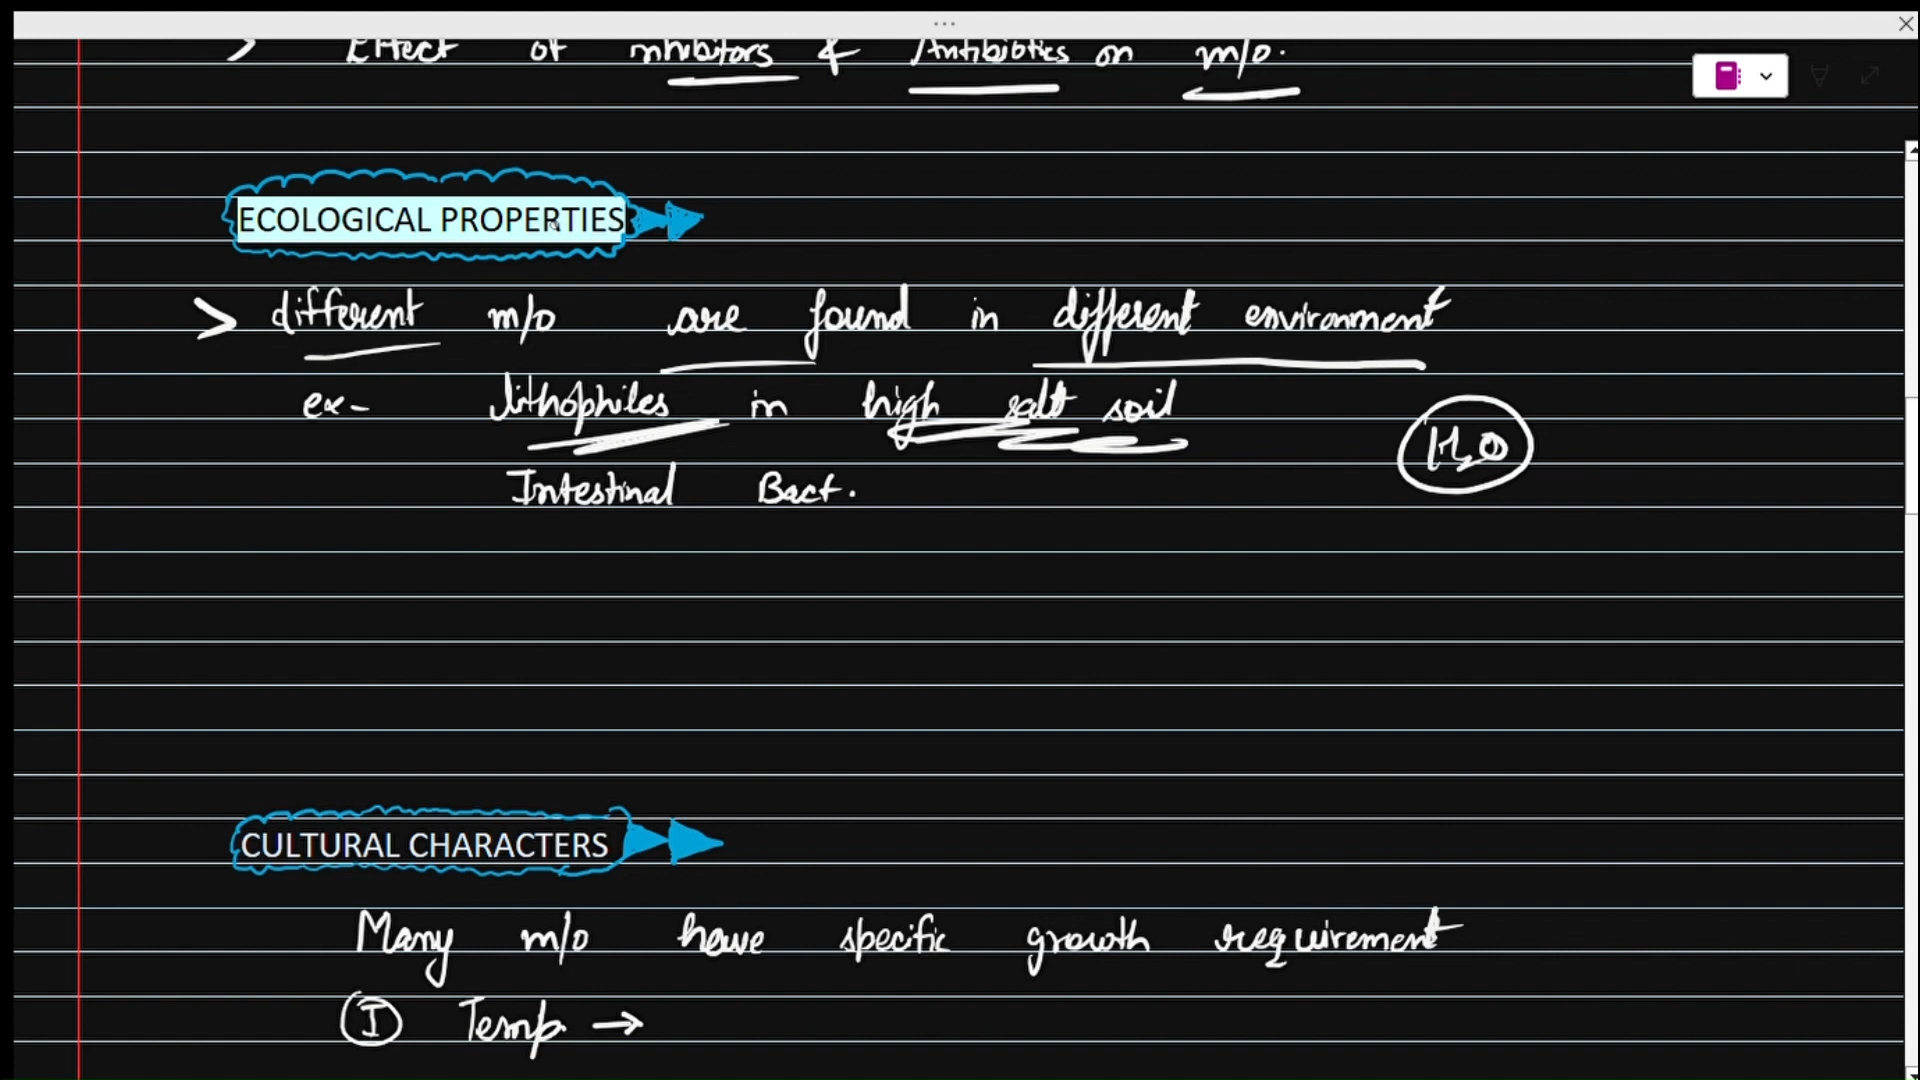 > Effect of inhibitors & Antibiotics on m/o.
ECOLOGICAL PROPERTIES
> different m/o are found in different environment
ex- lithophiles in high salt soil
H₂O
Intestinal Bact.
CULTURAL CHARACTERS
Many m/o have specific growth requirement
I Temp. →